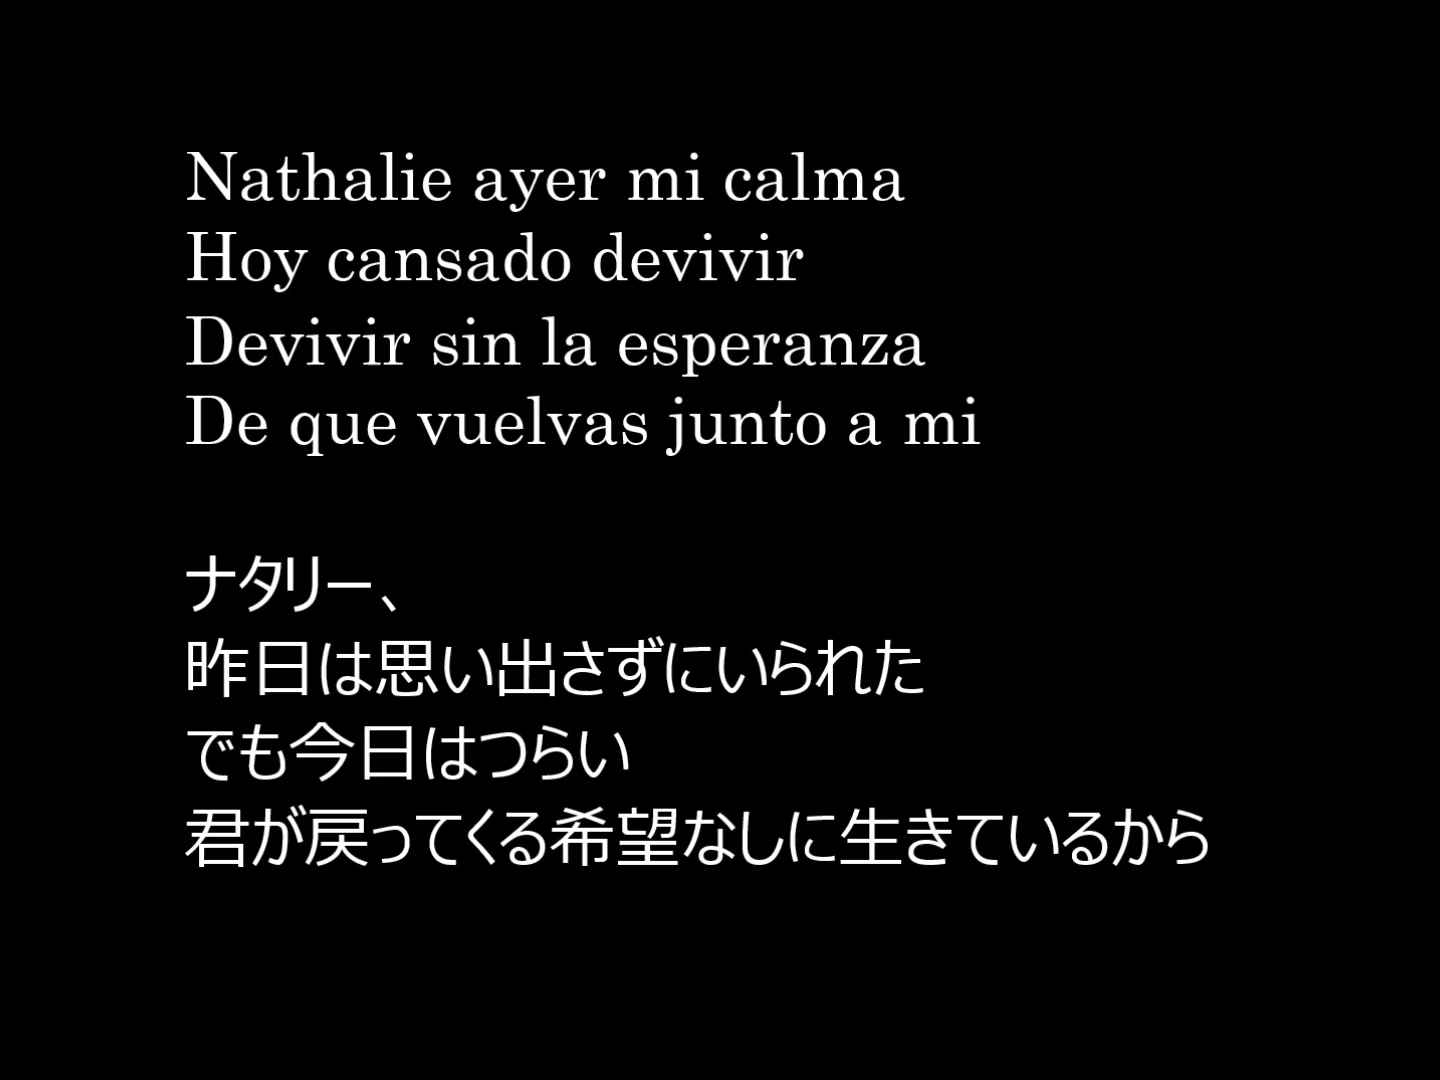 Nathalie ayer mi calma
Hoy cansado devivir
Devivir sin la esperanza
De que vuelvas junto a mi
ナタリー、
昨日は思い出さずにいられた
でも今日はつらい
君が戻ってくる希望なしに生きているから